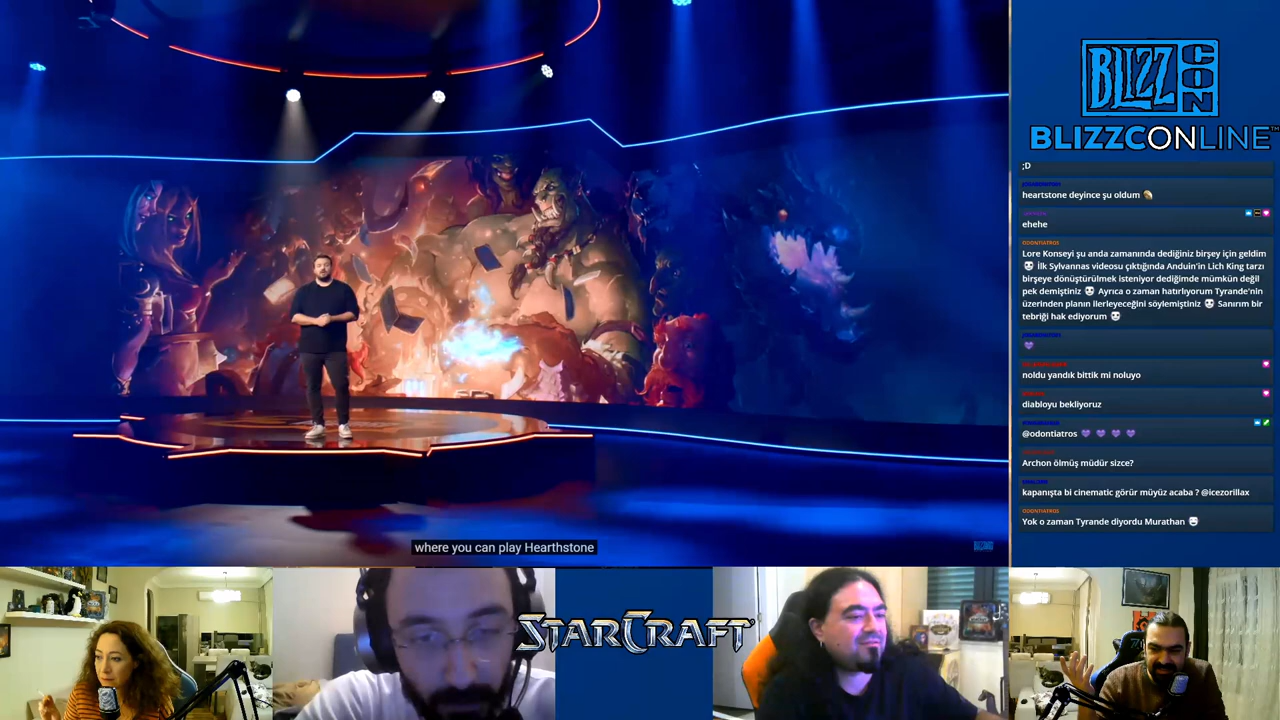 BLIZZ
CON
BLIZZCONLINE™
;D
heartstone deyince şu oldum
ehehe
ODONTIATROS
Lore Konseyi şu anda zamanında dediğiniz birşey için geldim
İlk Sylvannas videosu çıktığında Anduin'in Lich King tarzı
birşeye dönüştürülmek isteniyor dediğimde mümkün değil
pek demiştiniz Ayrıca o zaman hatırlıyorum Tyrande'nin
üzerinden planın ilerleyeceğini söylemiştiniz Sanırım bir
tebriği hak ediyorum
noldu yandık bittik mi noluyo
diabloyu bekliyoruz
@odontiatros
Archon ölmüş müdür sizce?
kapanışta bi cinematic görür müyüz acaba ? @icezorillax
ODONTIATROS
Yok o zaman Tyrande diyordu Murathan
where you can play Hearthstone
STARCRAFT